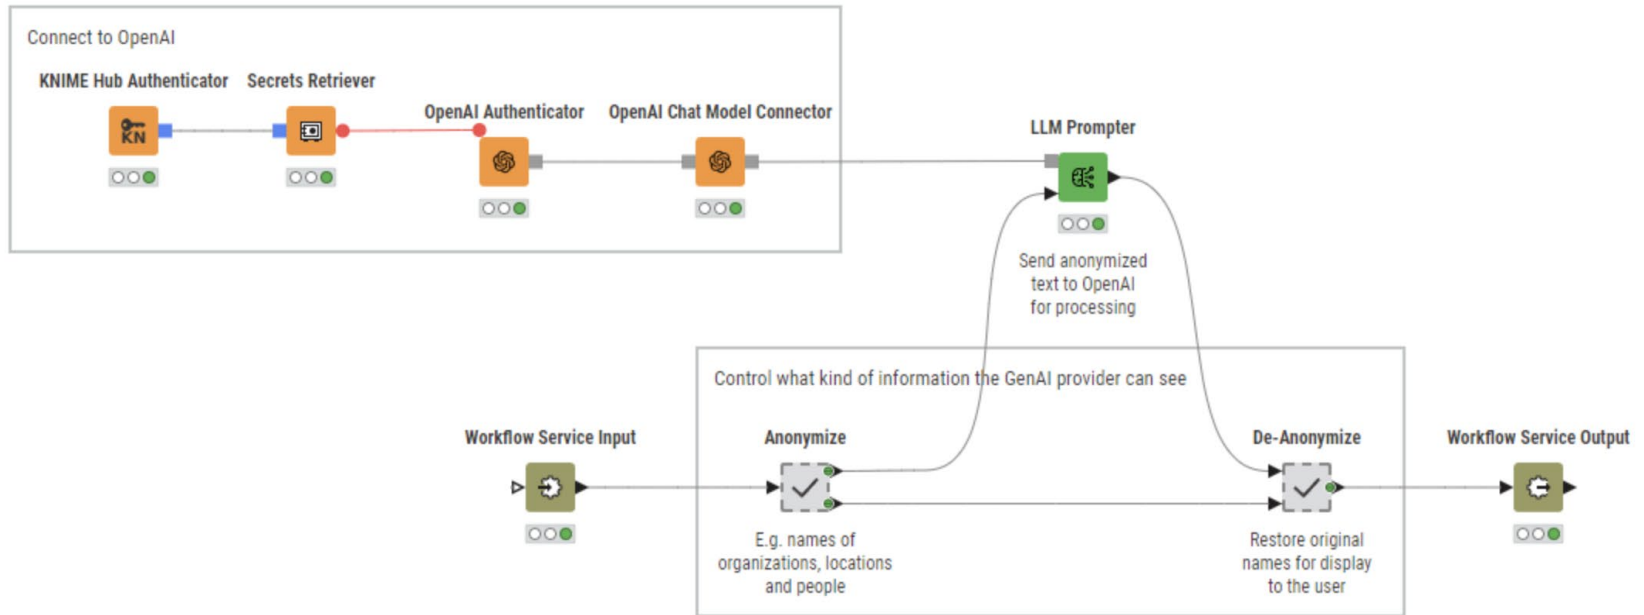 Connect to OpenAI
KNIME Hub Authenticator
Secrets Retriever
OpenAI Authenticator
OpenAI Chat Model Connector
KN
LLM Prompter
Send anonymized
text to OpenAI
for processing
Control what kind of information the GenAI provider can see
Workflow Service Input
Anonymize
De-Anonymize
Workflow Service Output
E.g. names of
organizations, locations
and people
Restore original
names for display
to the user